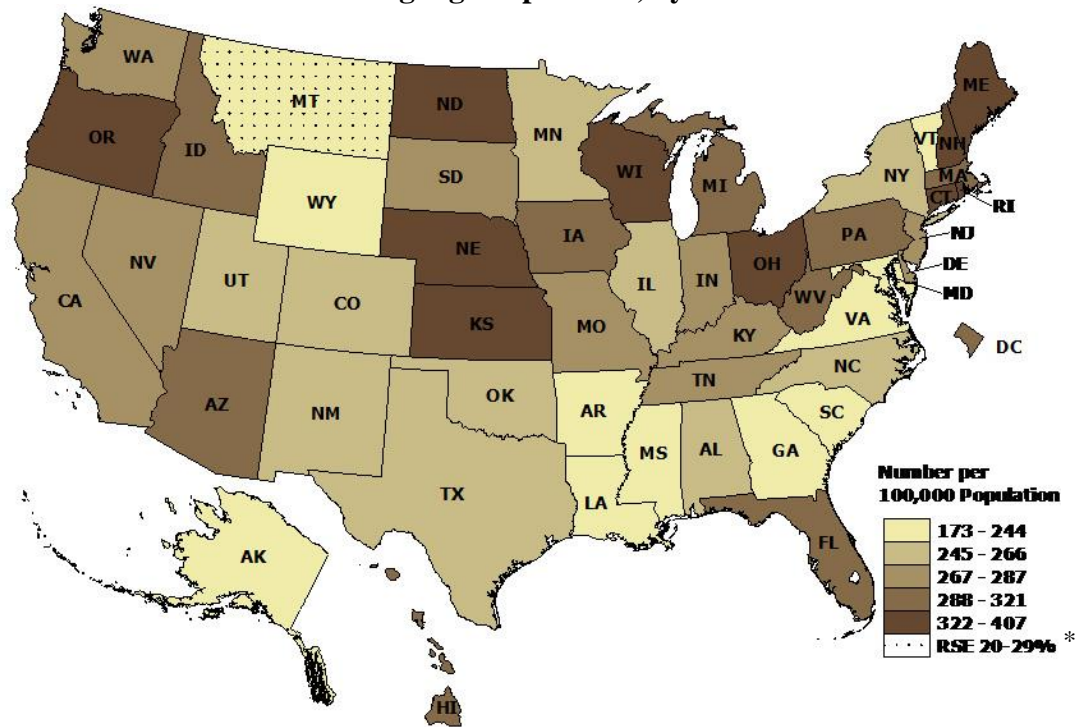 WA
MT
ND
ME
OR
MN
VT
NH
ID
WI
NY
MA
SD
MI
CT
RI
WY
PA
NJ
IA
NE
OH
DE
NV
IL
IN
UT
WV
MD
CA
CO
VA
KS
MO
KY
DC
NC
TN
AZ
OK
NM
AR
SC
MS
AL
GA
TX
LA
Number per
100,000 Population
173 - 244
245 - 266
267 - 287
288 - 321
322 - 407
RSE 20-29% *
FL
AK
HI